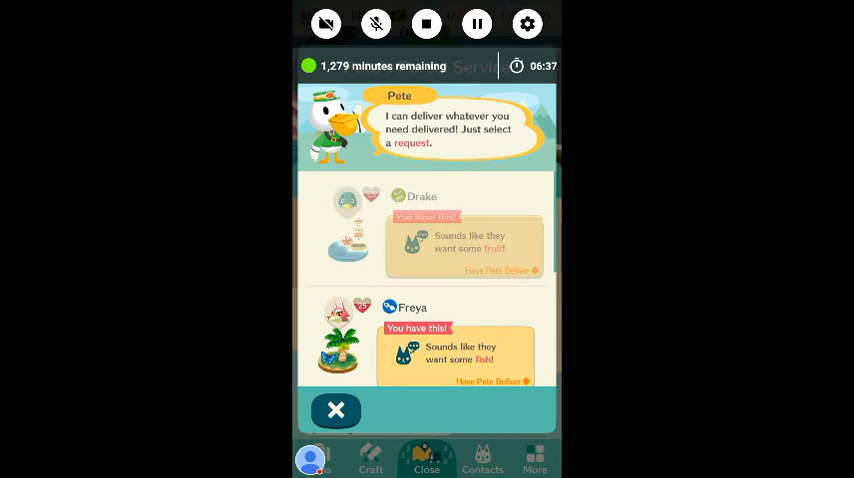 1,279 minutes remaining
06:37
Pete
I can deliver whatever you
need delivered! Just select
a request.
Drake
You have this!
Sounds like they
want some fruit!
Have Pete Deliver
25
Freya
You have this!
Sounds like they
want some fish!
Have Pete Deliver
Craft
Close
Contacts
More